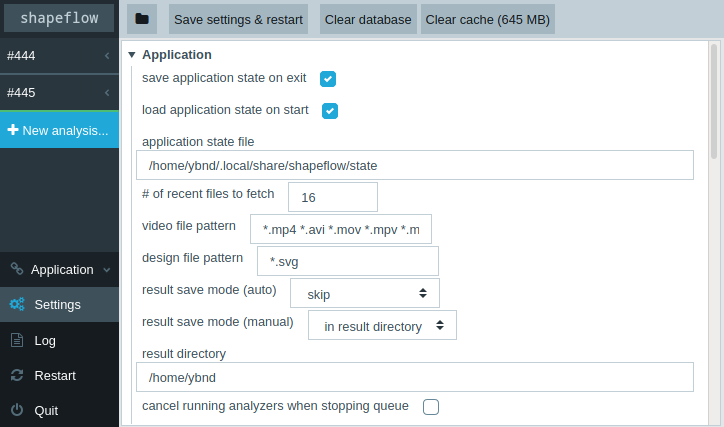 shapeflow
Save settings & restart
Clear database
Clear cache (645 MB)
#444
#445
New analysis...
Application
Settings
Log
Restart
Quit
Application
save application state on exit
load application state on start
application state file
/home/ybnd/.local/share/shapeflow/state
# of recent files to fetch 16
video file pattern *.mp4 *.avi *.mov *.mpv *.m
design file pattern *.svg
result save mode (auto) skip
result save mode (manual) in result directory
result directory
/home/ybnd
cancel running analyzers when stopping queue